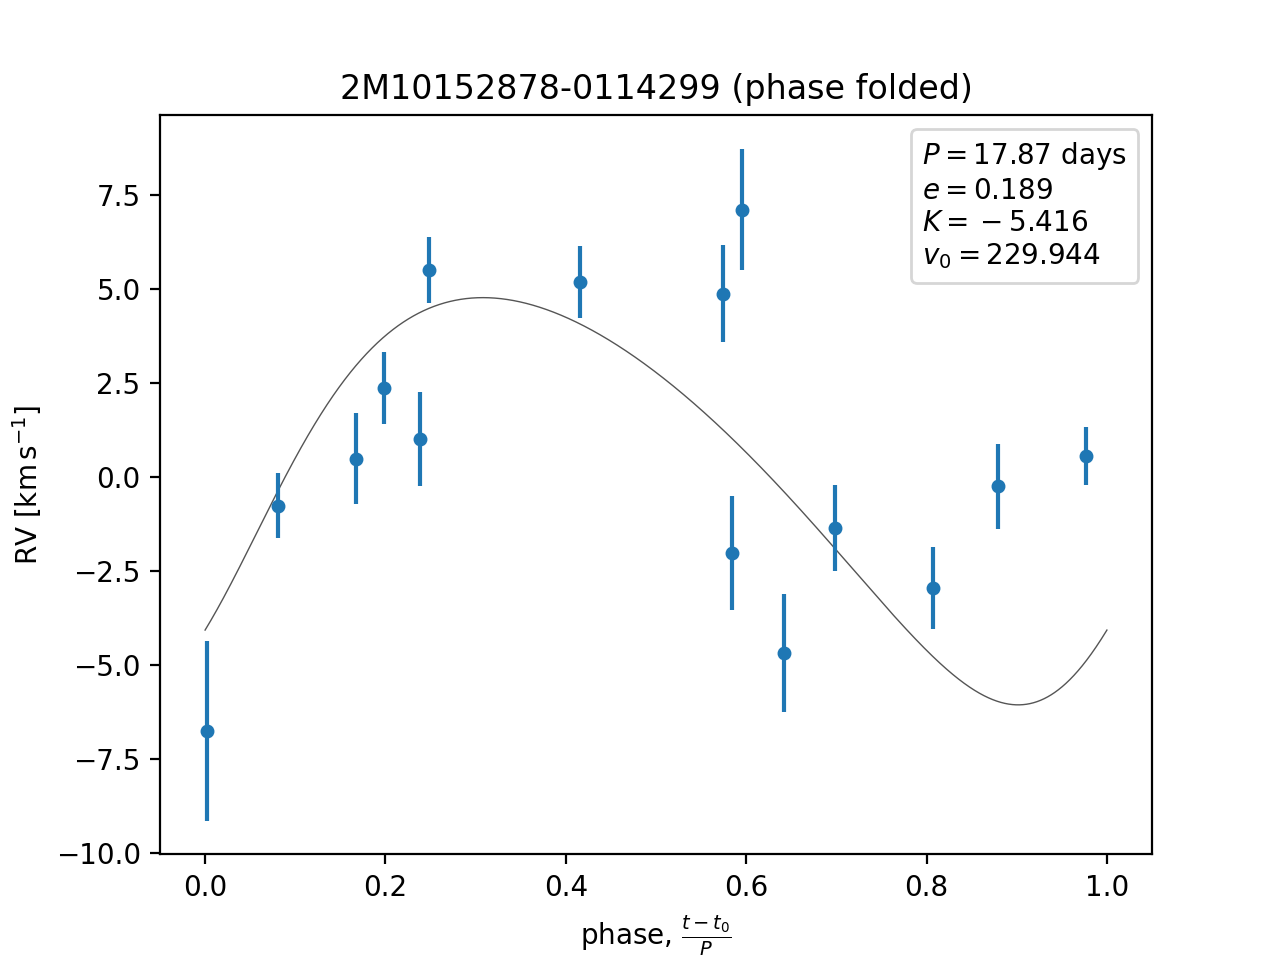 2M10152878-0114299 (phase folded)
P = 17.87 days
e = 0.189
K = −5.416
v₀ = 229.944
RV [km s⁻¹]
7.5
5.0
2.5
0.0
−2.5
−5.0
−7.5
−10.0
0.0 0.2 0.4 0.6 0.8 1.0
phase, (t − t₀)/P